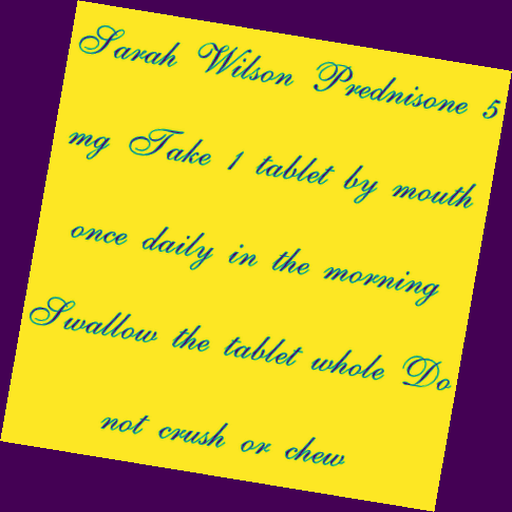 Sarah Wilson Prednisone 5
mg Take 1 tablet by mouth
once daily in the morning
Swallow the tablet whole Do
not crush or chew